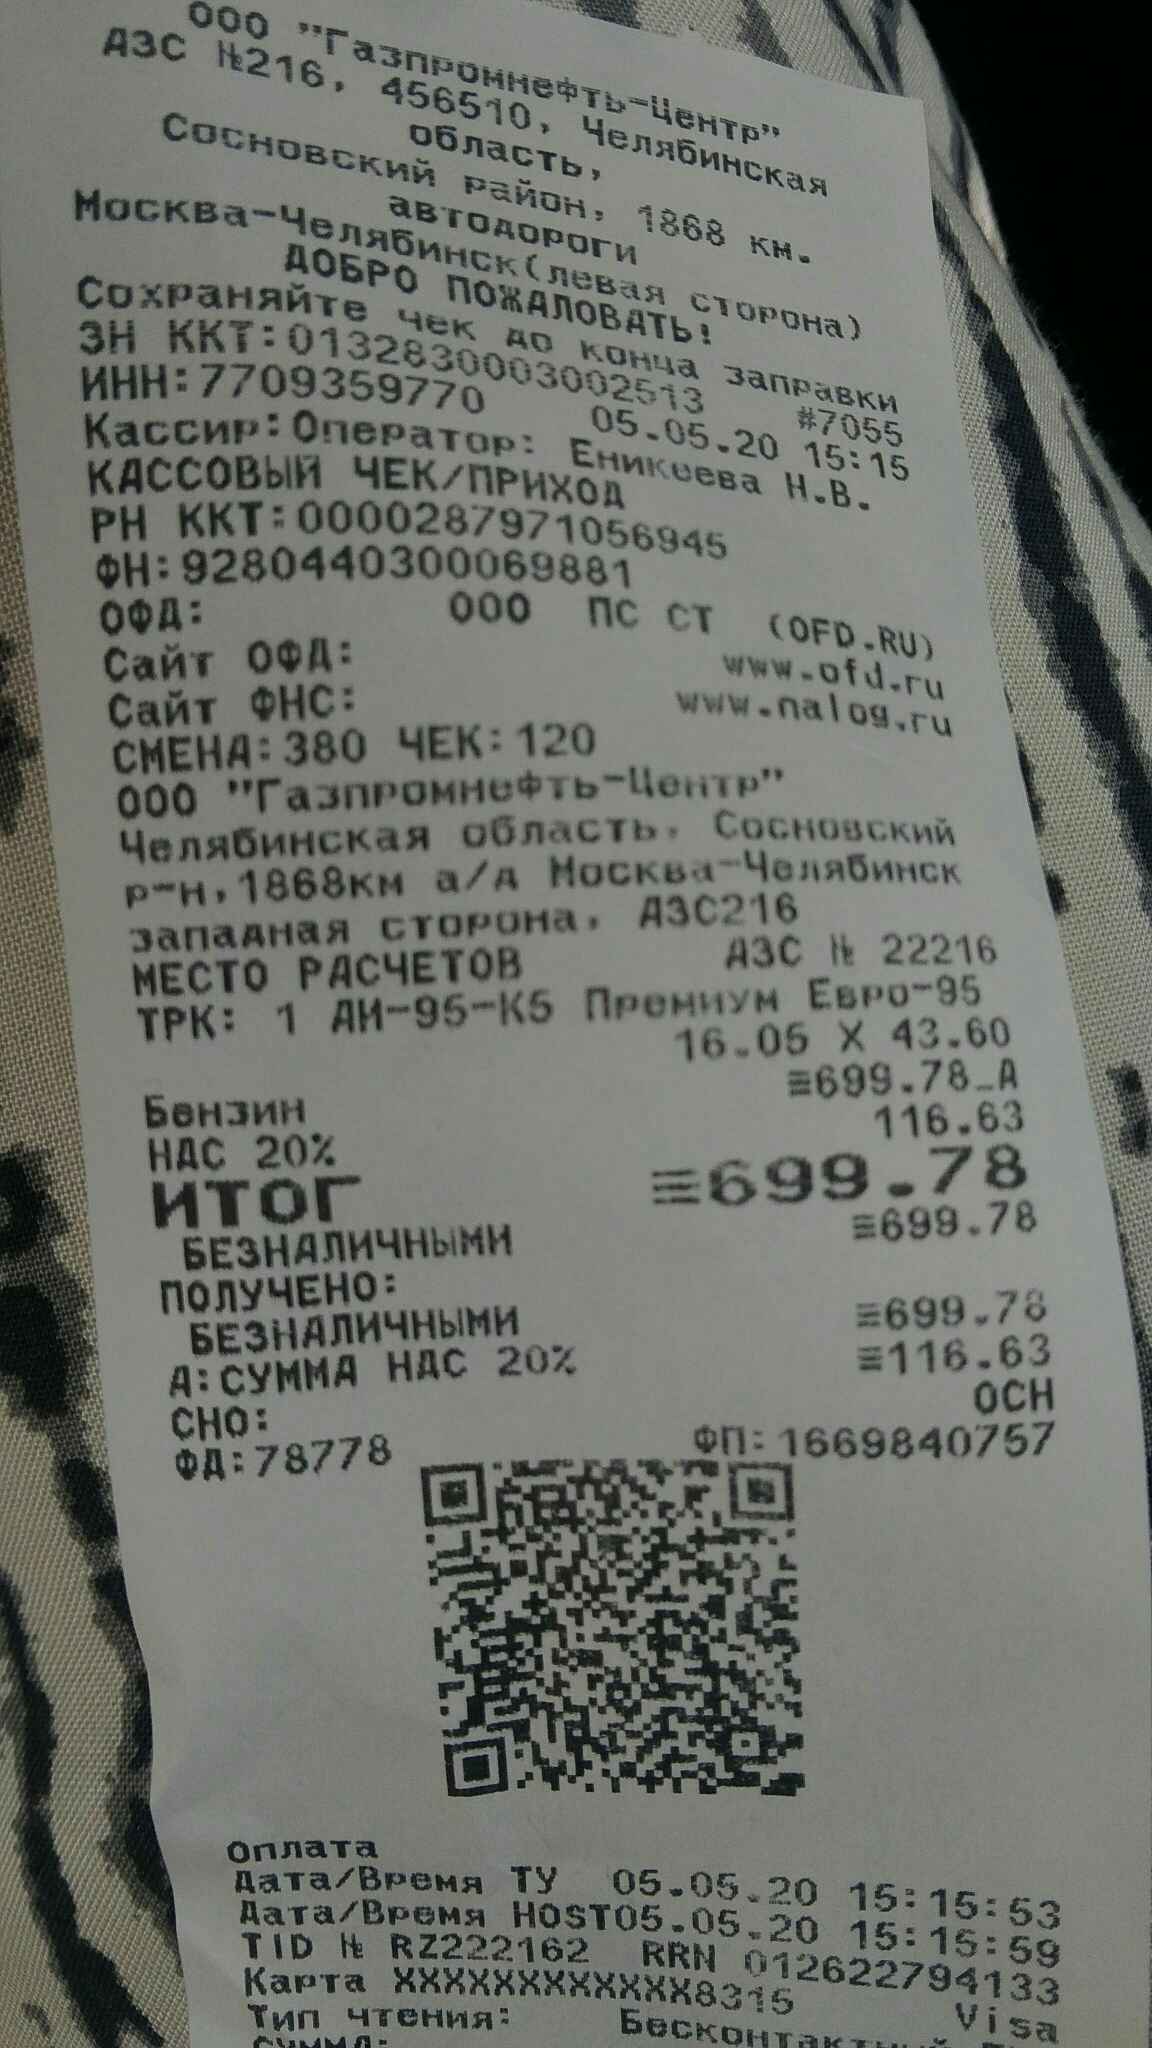 ООО "Газпромнефть-Центр"
АЗС №216, 456510, Челябинская
область,
Сосновский район, 1868 км.
автодороги
Москва-Челябинск(левая сторона)
ДОБРО ПОЖАЛОВАТЬ!
Сохраняйте чек до конца заправки
ЗН ККТ:0132830003002513 #7055
ИНН:7709359770 05.05.20 15:15
Кассир:Оператор: Еникеева Н.В.
КАССОВЫЙ ЧЕК/ПРИХОД
РН ККТ:0000287971056945
ФН:9280440300069881
ОФД: ООО ПС СТ (OFD.RU)
Сайт ОФД: www.ofd.ru
Сайт ФНС: www.nalog.ru
СМЕНА:380 ЧЕК:120
ООО "Газпромнефть-Центр"
Челябинская область, Сосновский
р-н,1868км а/д Москва-Челябинск
западная сторона, АЗС216
МЕСТО РАСЧЕТОВ АЗС № 22216
ТРК: 1 АИ-95-К5 Премиум Евро-95
16.05 X 43.60
≡699.78_А
Бензин 116.63
НДС 20%
ИТОГ ≡699.78
БЕЗНАЛИЧНЫМИ ≡699.78
ПОЛУЧЕНО:
БЕЗНАЛИЧНЫМИ ≡699.78
А:СУММА НДС 20% ≡116.63
СНО: ОСН
ФД:78778 ФП:1669840757
Оплата
Дата/Время ТУ 05.05.20 15:15:53
Дата/Время HOST05.05.20 15:15:59
TID № RZ222162 RRN 012622794133
Карта XXXXXXXXXXXX8315 Visa
Тип чтения:
сумма: